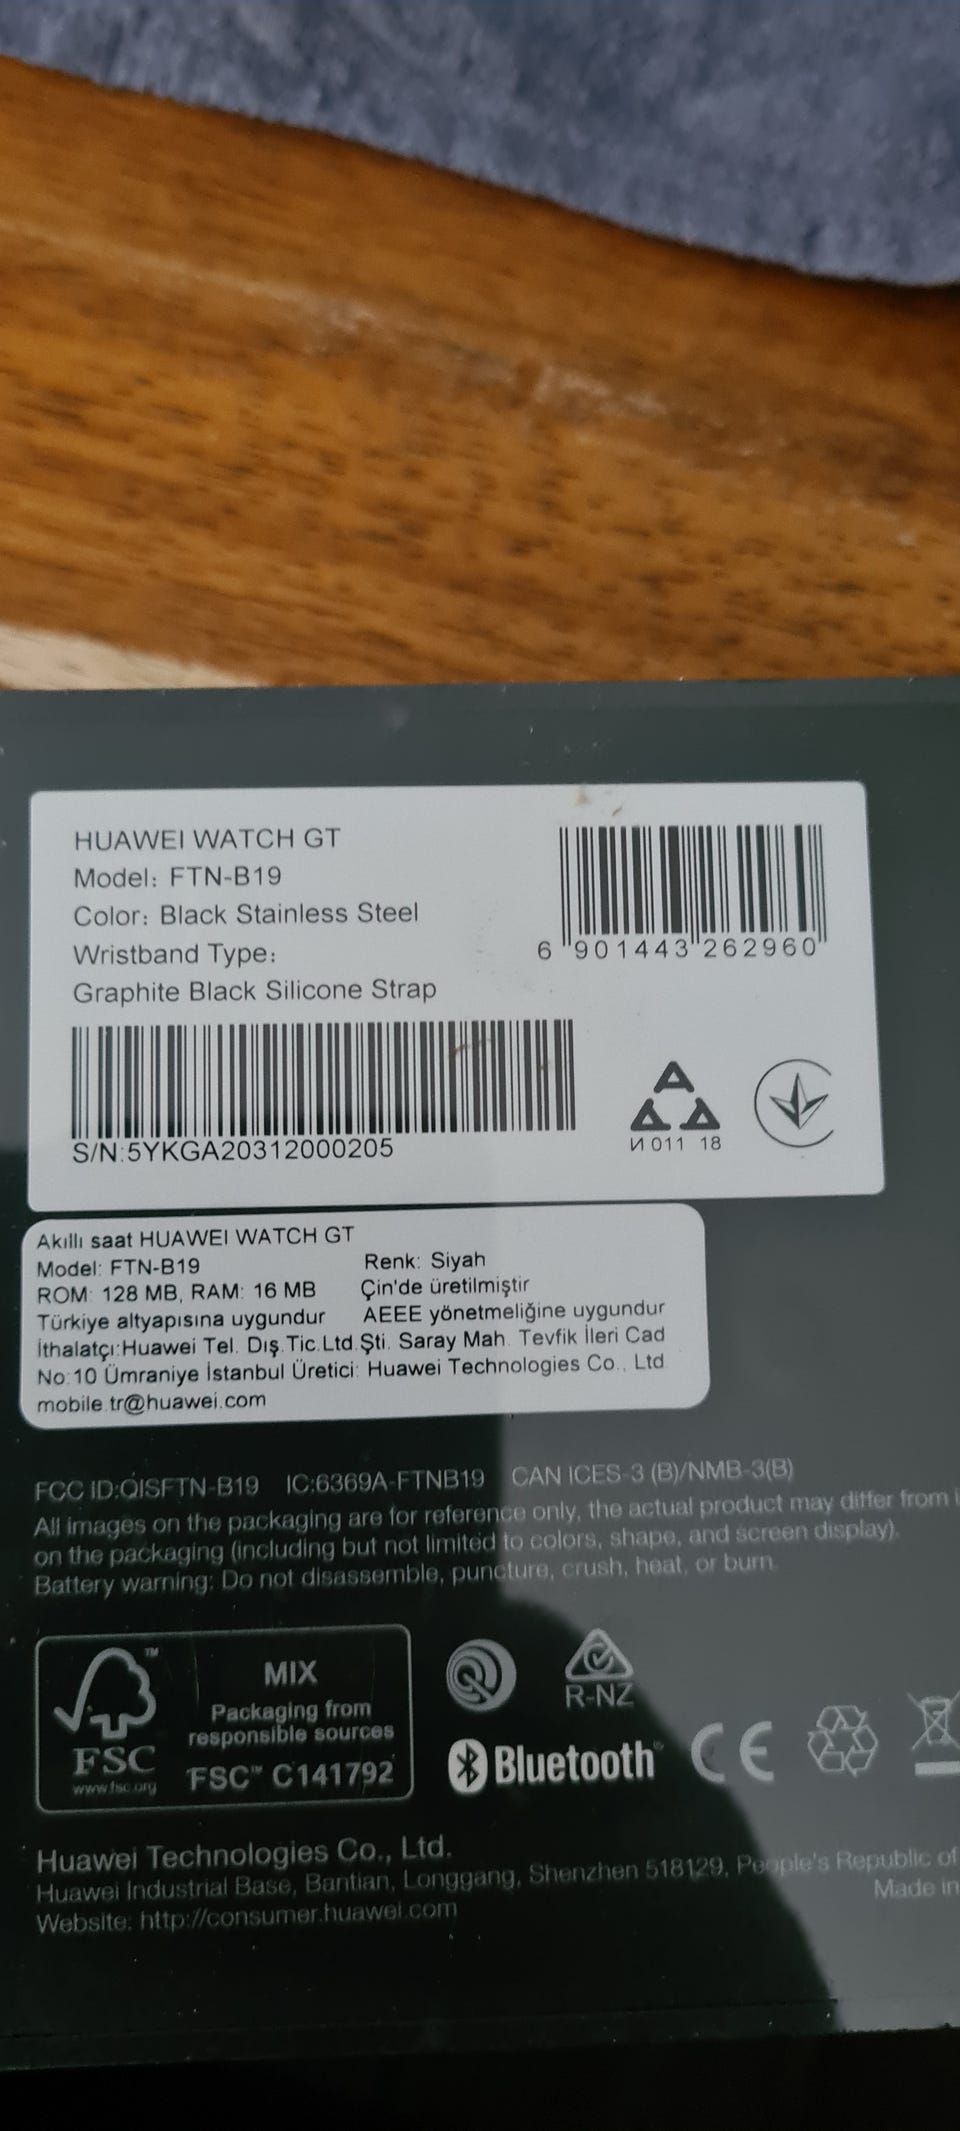 HUAWEI WATCH GT
Model: FTN-B19
Color: Black Stainless Steel
Wristband Type:
Graphite Black Silicone Strap
6 901443 262960
S/N:5YKGA20312000205
И 011 18
Akıllı saat HUAWEI WATCH GT
Model: FTN-B19 Renk: Siyah
ROM: 128 MB, RAM: 16 MB Çin'de üretilmiştir
Türkiye altyapısına uygundur AEEE yönetmeliğine uygundur
İthalatçı:Huawei Tel. Dış.Tic.Ltd.Şti. Saray Mah. Tevfik İleri Cad
No:10 Ümraniye İstanbul Üretici: Huawei Technologies Co., Ltd
mobile.tr@huawei.com
FCC ID:QISFTN-B19 IC:6369A-FTNB19 CAN ICES-3 (B)/NMB-3(B)
All images on the packaging are for reference only, the actual product may differ from
on the packaging (including but not limited to colors, shape, and screen display).
Battery warning: Do not disassemble, puncture, crush, heat, or burn.
FSC™
www.fsc.org
MIX
Packaging from
responsible sources
FSC™ C141792
R-NZ
Bluetooth®
CE
Huawei Technologies Co., Ltd.
Huawei Industrial Base, Bantian, Longgang, Shenzhen 518129, People's Republic of
Made in
Website: http://consumer.huawei.com